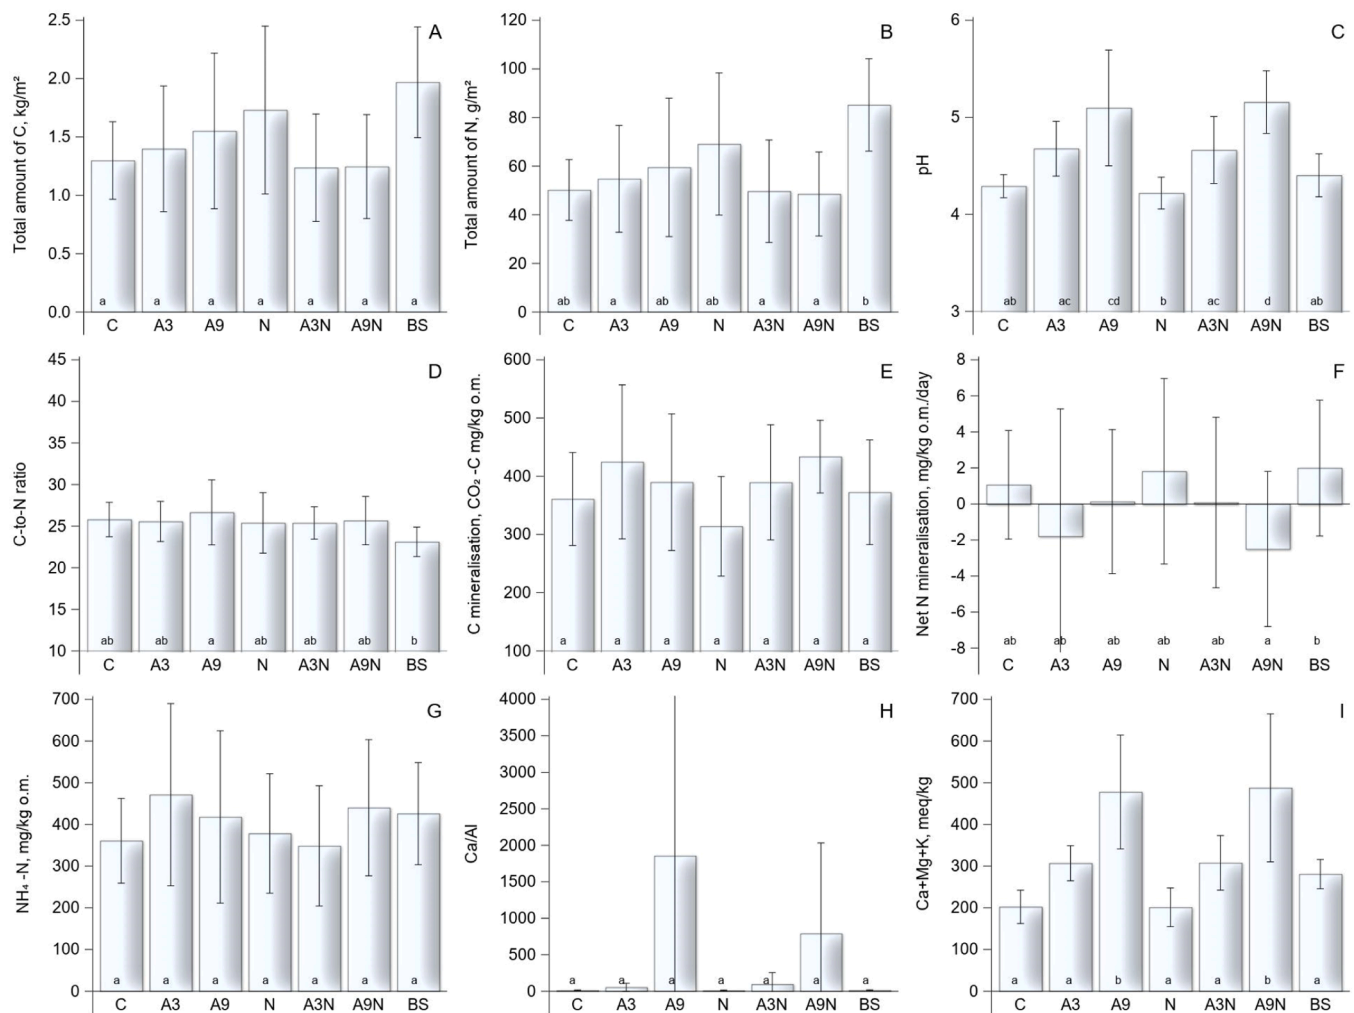 A
Total amount of C, kg/m²
2.5
2.0
1.5
1.0
0.5
0.0
a a a a a a a
C A3 A9 N A3N A9N BS
B
Total amount of N, g/m²
120
100
80
60
40
20
0
ab a ab ab a a b
C A3 A9 N A3N A9N BS
C
pH
6
5
4
3
ab ac cd b ac d ab
C A3 A9 N A3N A9N BS
D
C-to-N ratio
45
40
35
30
25
20
15
10
ab ab a ab ab ab b
C A3 A9 N A3N A9N BS
E
C mineralisation, CO₂ -C mg/kg o.m.
600
500
400
300
200
100
a a a a a a a
C A3 A9 N A3N A9N BS
F
Net N mineralisation, mg/kg o.m./day
8
6
4
2
0
-2
-4
-6
-8
ab ab ab ab ab a b
C A3 A9 N A3N A9N BS
G
NH₄ -N, mg/kg o.m.
700
600
500
400
300
200
100
0
a a a a a a a
C A3 A9 N A3N A9N BS
H
Ca/Al
4000
3500
3000
2500
2000
1500
1000
500
0
a a a a a a a
C A3 A9 N A3N A9N BS
I
Ca+Mg+K, meq/kg
700
600
500
400
300
200
100
0
a a b a a b a
C A3 A9 N A3N A9N BS